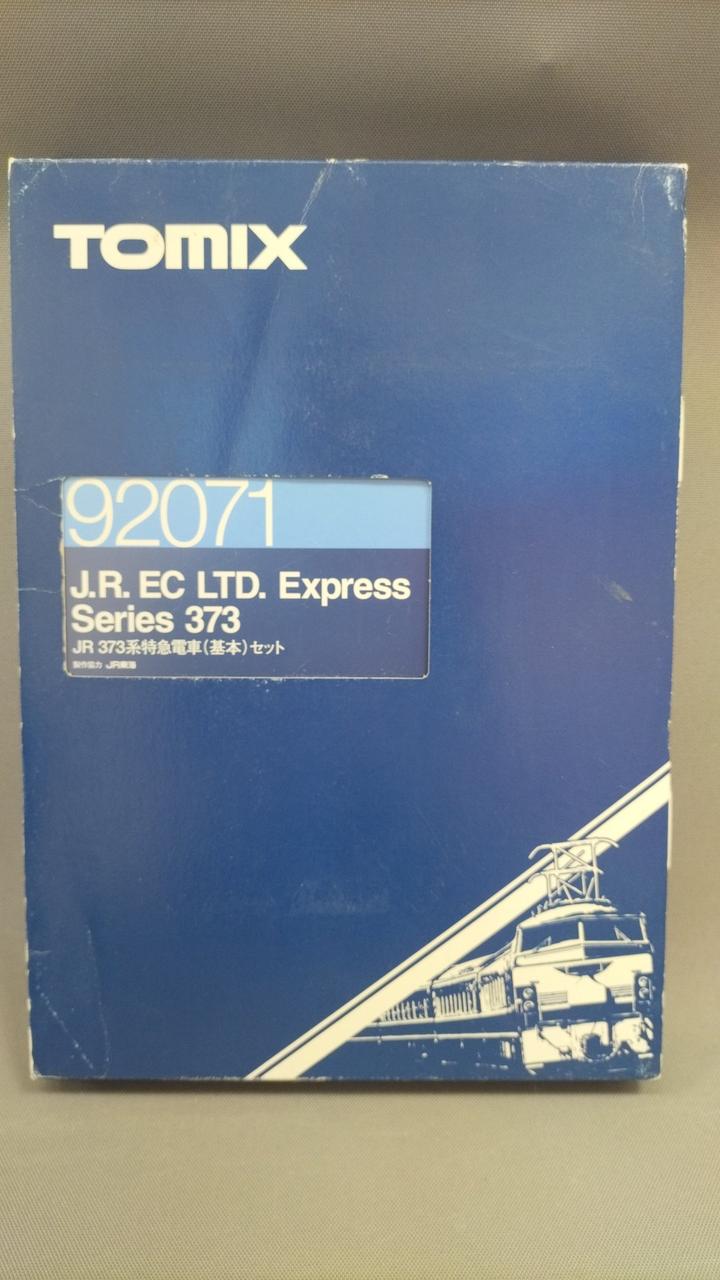 TOMIX
92071
J.R. EC LTD. Express
Series 373
JR 373系特急電車(基本)セット
製作協力 JR東海